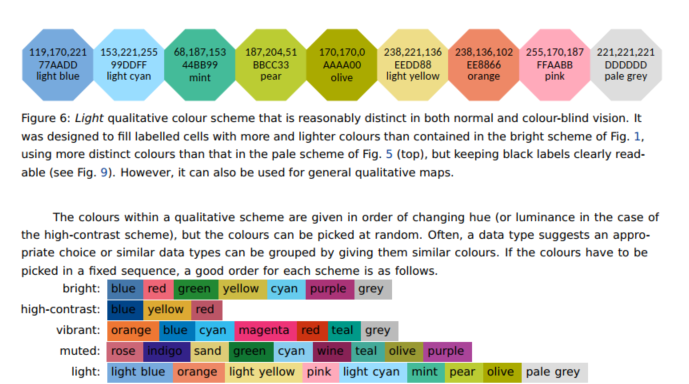 119,170,221 153,221,255 68,187,153 187,204,51 170,170,0 238,221,136 238,136,102 255,170,187 221,221,221
77AADD 99DDFF 44BB99 BBCC33 AAAA00 EEDD88 EE8866 FFAABB DDDDDD
light blue light cyan mint pear olive light yellow orange pink pale grey
Figure 6: Light qualitative colour scheme that is reasonably distinct in both normal and colour-blind vision. It
was designed to fill labelled cells with more and lighter colours than contained in the bright scheme of Fig. 1,
using more distinct colours than that in the pale scheme of Fig. 5 (top), but keeping black labels clearly read-
able (see Fig. 9). However, it can also be used for general qualitative maps.
The colours within a qualitative scheme are given in order of changing hue (or luminance in the case of
the high-contrast scheme), but the colours can be picked at random. Often, a data type suggests an appro-
priate choice or similar data types can be grouped by giving them similar colours. If the colours have to be
picked in a fixed sequence, a good order for each scheme is as follows.
bright: blue red green yellow cyan purple grey
high-contrast: blue yellow red
vibrant: orange blue cyan magenta red teal grey
muted: rose indigo sand green cyan wine teal olive purple
light: light blue orange light yellow pink light cyan mint pear olive pale grey